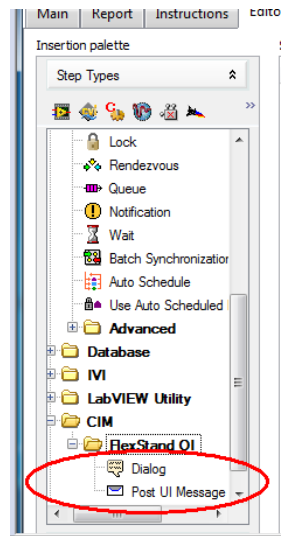 Main Report Instructions Edito
Insertion palette
Step Types
Lock
Rendezvous
Queue
Notification
Wait
Batch Synchronization
Auto Schedule
Use Auto Scheduled
Advanced
Database
IVI
LabVIEW Utility
CIM
FlexStand OI
Dialog
Post UI Message